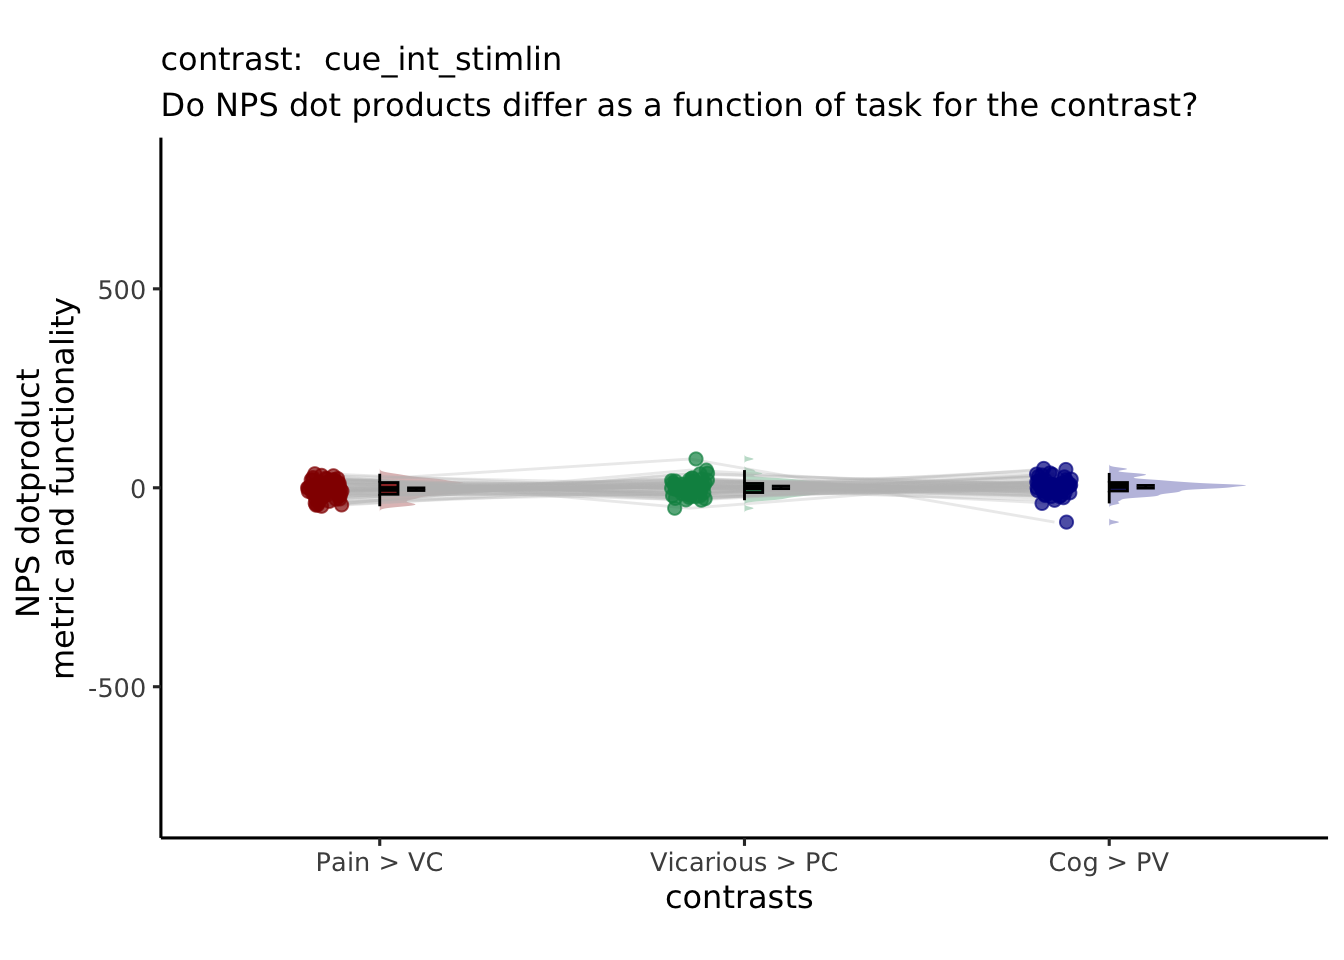 contrast:  cue_int_stimlin
Do NPS dot products differ as a function of task for the contrast?
NPS dotproduct
metric and functionality
500
0
-500
Pain > VC
Vicarious > PC
Cog > PV
contrasts